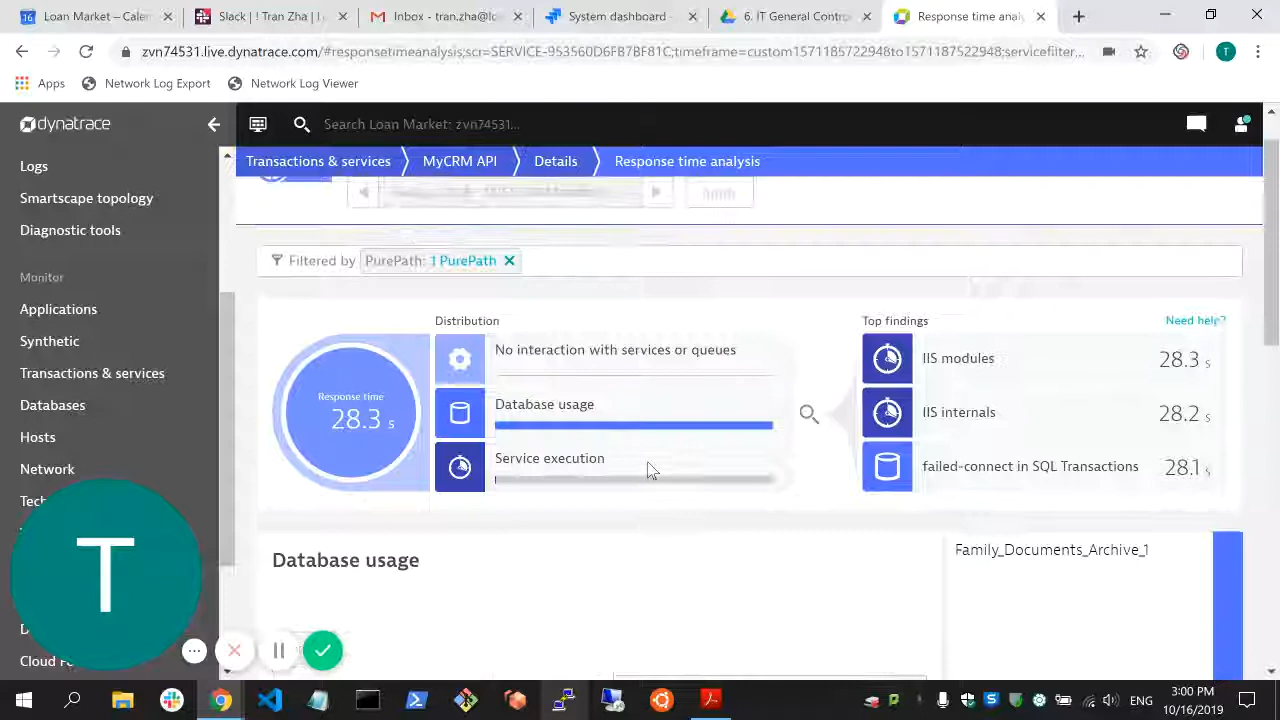 Loan Market - Calen
Slack | ! Tran Zha | !
Inbox - tran.zha@lo
System dashboard -
6. IT General Contro
Response time analy
zvn74531.live.dynatrace.com/#responsetimeanalysis;scr=SERVICE-953560D6FB7BF81C;timeframe=custom1571185722948to1571187522948;servicefilter...
T
Apps
Network Log Export
Network Log Viewer
dynatrace
Search Loan Market: zvn74531...
Transactions & services
MyCRM API
Details
Response time analysis
Logs
Smartscape topology
Diagnostic tools
Monitor
Applications
Synthetic
Transactions & services
Databases
Hosts
Network
Tech
T
Cloud Fo
Filtered by
PurePath: 1 PurePath
Distribution
Top findings
Need help?
Response time
28.3 s
No interaction with services or queues
Database usage
Service execution
IIS modules
28.3 s
IIS internals
28.2 s
failed-connect in SQL Transactions
28.1 s
Database usage
Family_Documents_Archive_1
ENG
3:00 PM
10/16/2019